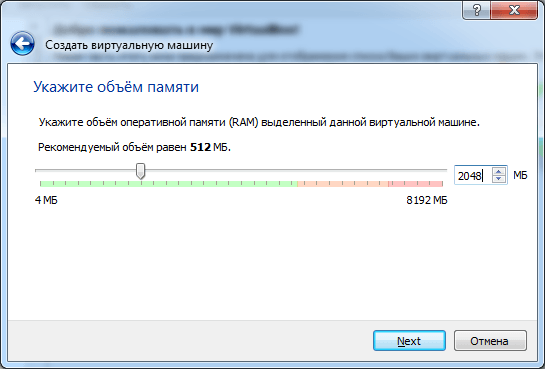 Создать виртуальную машину
Укажите объём памяти
Укажите объём оперативной памяти (RAM) выделенный данной виртуальной машине.
Рекомендуемый объём равен 512 МБ.
2048 МБ
4 МБ 8192 МБ
Next Отмена